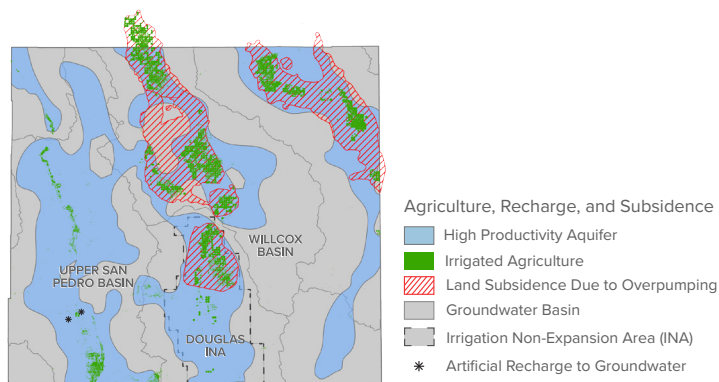 WILLCOX
BASIN
UPPER SAN
PEDRO BASIN
DOUGLAS
INA
Agriculture, Recharge, and Subsidence
High Productivity Aquifer
Irrigated Agriculture
Land Subsidence Due to Overpumping
Groundwater Basin
Irrigation Non-Expansion Area (INA)
Artificial Recharge to Groundwater